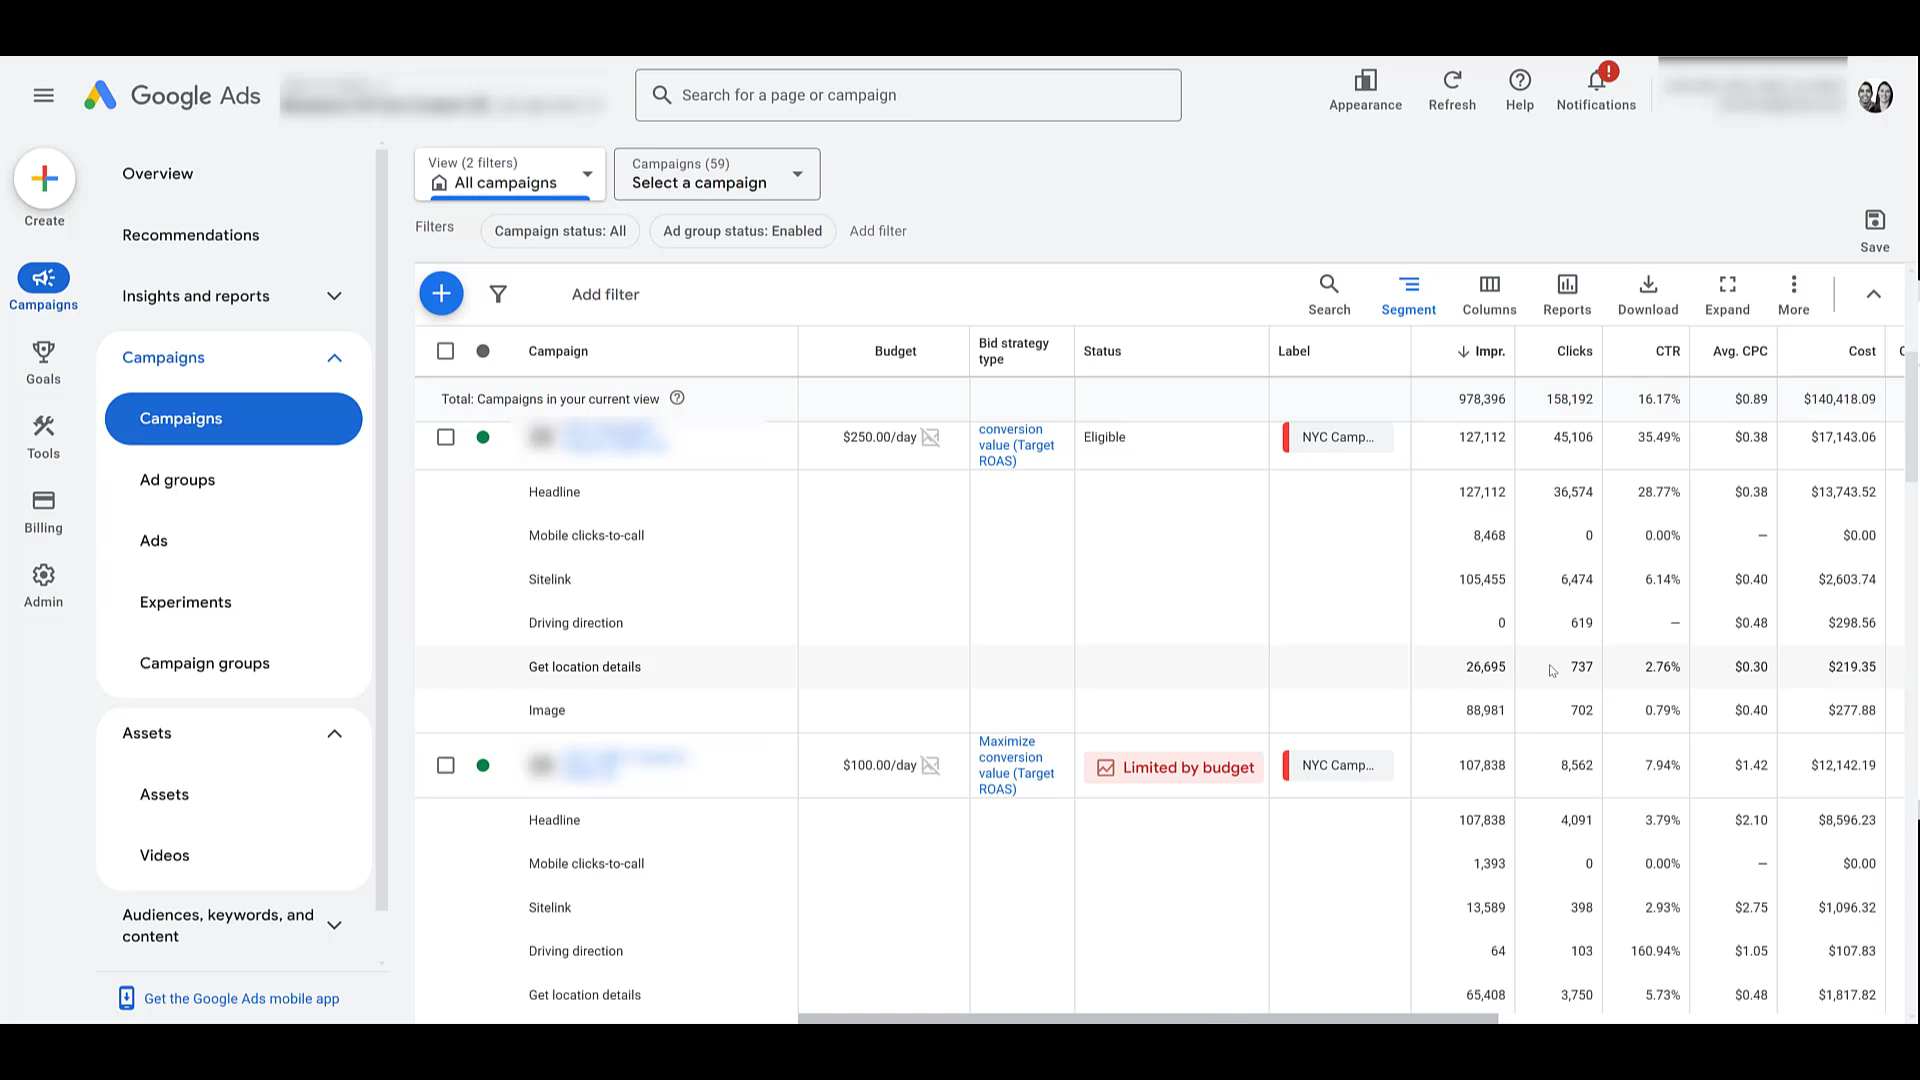 Google Ads
Search for a page or campaign
Appearance
Refresh
Help
Notifications
!
Create
Campaigns
Goals
Tools
Billing
Admin
Overview
Recommendations
Insights and reports
Campaigns
Campaigns
Ad groups
Ads
Experiments
Campaign groups
Assets
Assets
Videos
Audiences, keywords, and
content
Get the Google Ads mobile app
View (2 filters)
All campaigns
Campaigns (59)
Select a campaign
Filters
Campaign status: All
Ad group status: Enabled
Add filter
Save
Add filter
Search
Segment
Columns
Reports
Download
Expand
More
Campaign Budget Bid strategy type Status Label Impr. Clicks CTR Avg. CPC Cost
Total: Campaigns in your current view 978,396 158,192 16.17% $0.89 $140,418.09
$250.00/day conversion value (Target ROAS) Eligible NYC Camp... 127,112 45,106 35.49% $0.38 $17,143.06
Headline 127,112 36,574 28.77% $0.38 $13,743.52
Mobile clicks-to-call 8,468 0 0.00% — $0.00
Sitelink 105,455 6,474 6.14% $0.40 $2,603.74
Driving direction 0 619 — $0.48 $298.56
Get location details 26,695 737 2.76% $0.30 $219.35
Image 88,981 702 0.79% $0.40 $277.88
$100.00/day Maximize conversion value (Target ROAS) Limited by budget NYC Camp... 107,838 8,562 7.94% $1.42 $12,142.19
Headline 107,838 4,091 3.79% $2.10 $8,596.23
Mobile clicks-to-call 1,393 0 0.00% — $0.00
Sitelink 13,589 398 2.93% $2.75 $1,096.32
Driving direction 64 103 160.94% $1.05 $107.83
Get location details 65,408 3,750 5.73% $0.48 $1,817.82